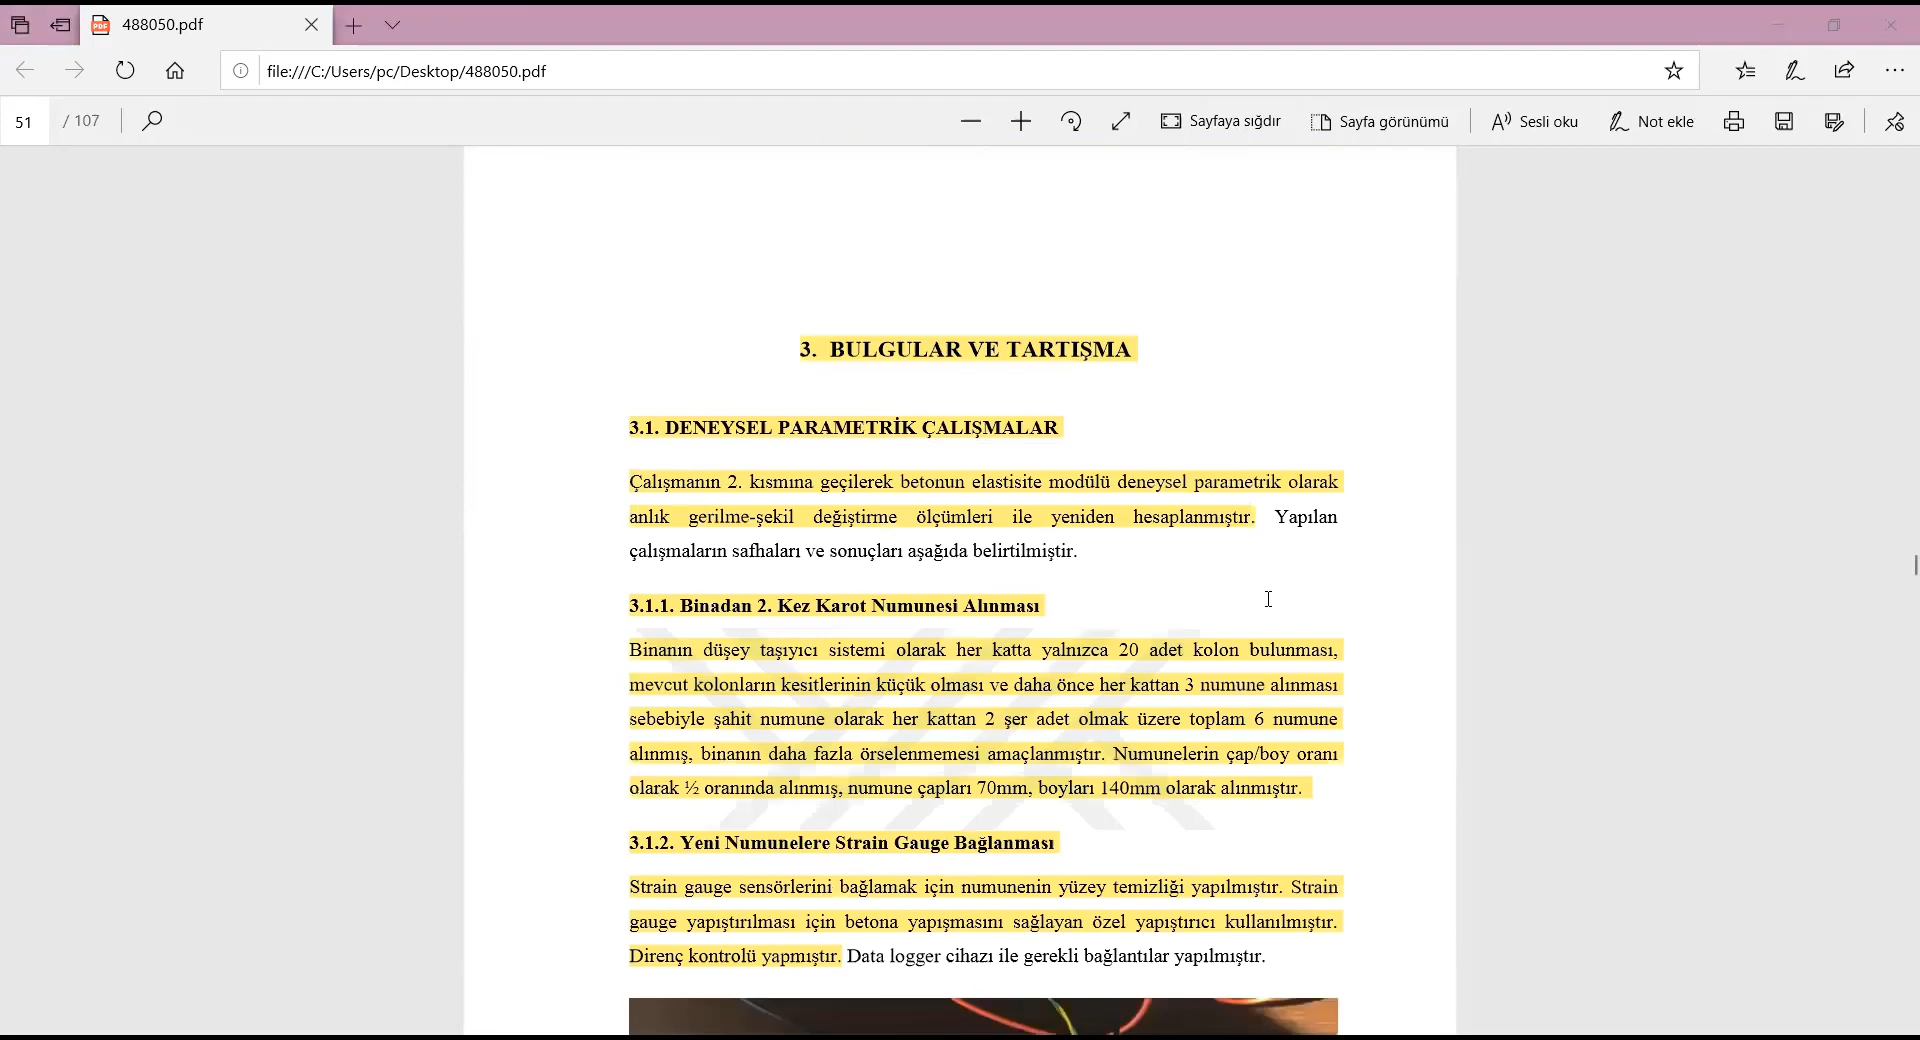 488050.pdf
file:///C:/Users/pc/Desktop/488050.pdf
51 / 107 Sayfaya sığdır Sayfa görünümü Sesli oku Not ekle
3. BULGULAR VE TARTIŞMA
3.1. DENEYSEL PARAMETRİK ÇALIŞMALAR
Çalışmanın 2. kısmına geçilerek betonun elastisite modülü deneysel parametrik olarak
anlık gerilme-şekil değiştirme ölçümleri ile yeniden hesaplanmıştır. Yapılan
çalışmaların safhaları ve sonuçları aşağıda belirtilmiştir.
3.1.1. Binadan 2. Kez Karot Numunesi Alınması
Binanın düşey taşıyıcı sistemi olarak her katta yalnızca 20 adet kolon bulunması,
mevcut kolonların kesitlerinin küçük olması ve daha önce her kattan 3 numune alınması
sebebiyle şahit numune olarak her kattan 2 şer adet olmak üzere toplam 6 numune
alınmış, binanın daha fazla örselenmemesi amaçlanmıştır. Numunelerin çap/boy oranı
olarak ½ oranında alınmış, numune çapları 70mm, boyları 140mm olarak alınmıştır.
3.1.2. Yeni Numunelere Strain Gauge Bağlanması
Strain gauge sensörlerini bağlamak için numunenin yüzey temizliği yapılmıştır. Strain
gauge yapıştırılması için betona yapışmasını sağlayan özel yapıştırıcı kullanılmıştır.
Direnç kontrolü yapmıştır. Data logger cihazı ile gerekli bağlantılar yapılmıştır.